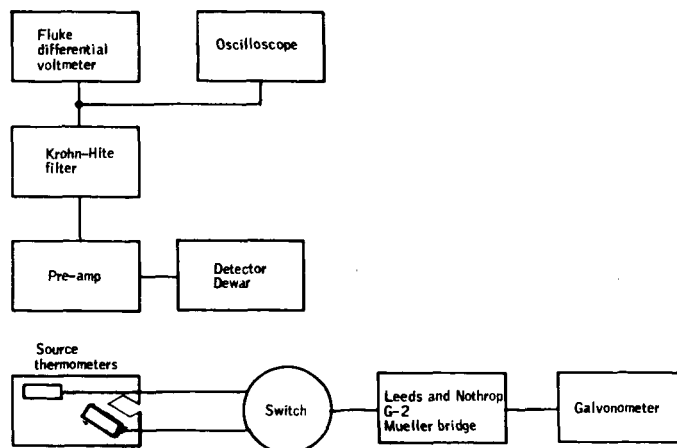 Fluke
differential
voltmeter
Oscilloscope
Krohn-Hite
filter
Pre-amp
Detector
Dewar
Source
thermometers
Switch
Leeds and Nothrop
G-2
Mueller bridge
Galvonometer